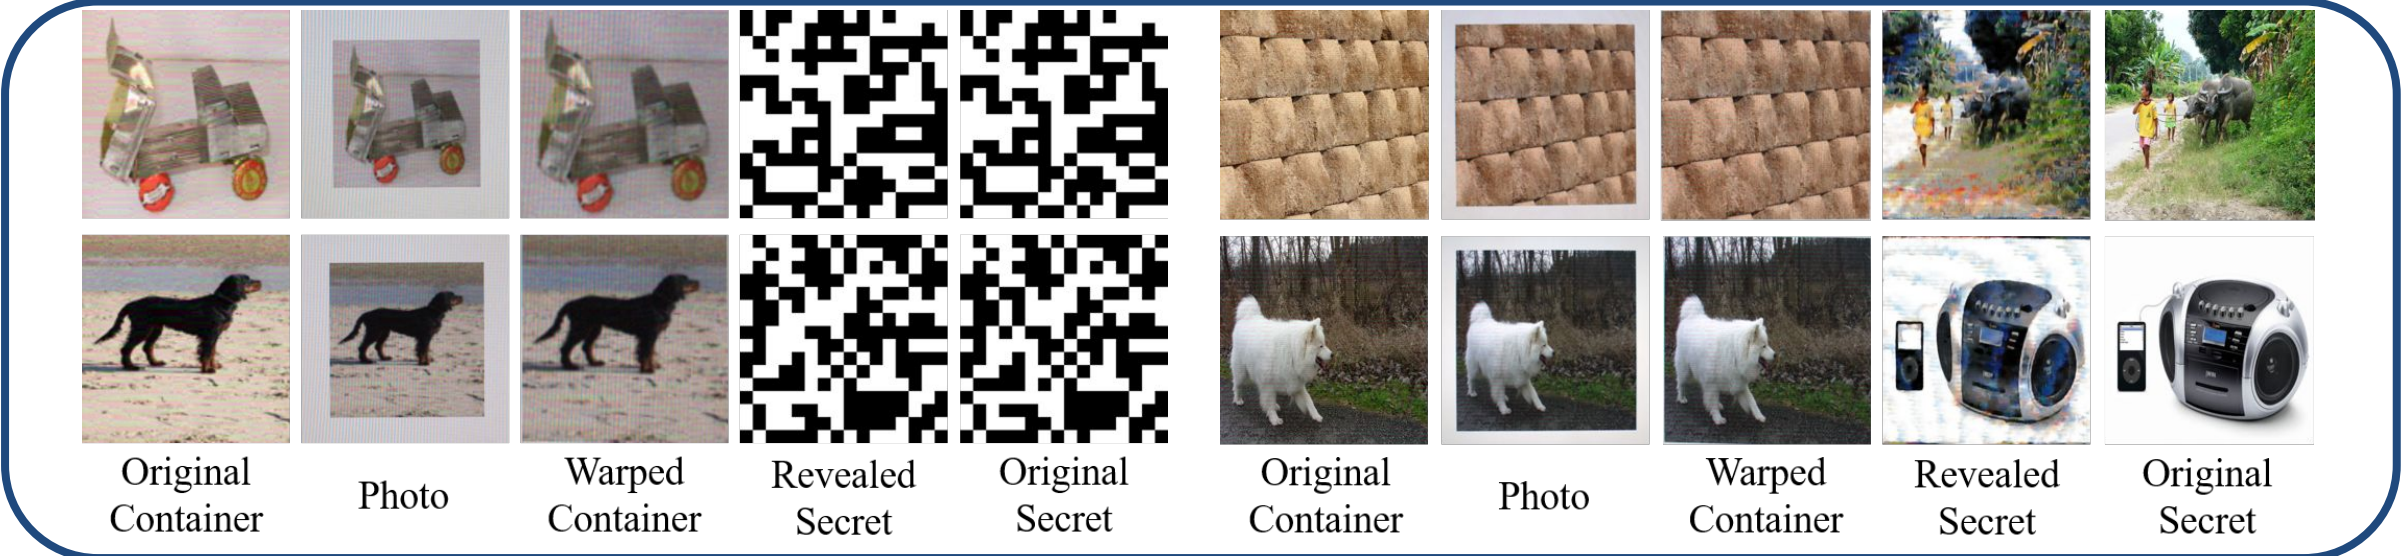 Original
Container
Photo
Warped
Container
Revealed
Secret
Original
Secret
Original
Container
Photo
Warped
Container
Revealed
Secret
Original
Secret